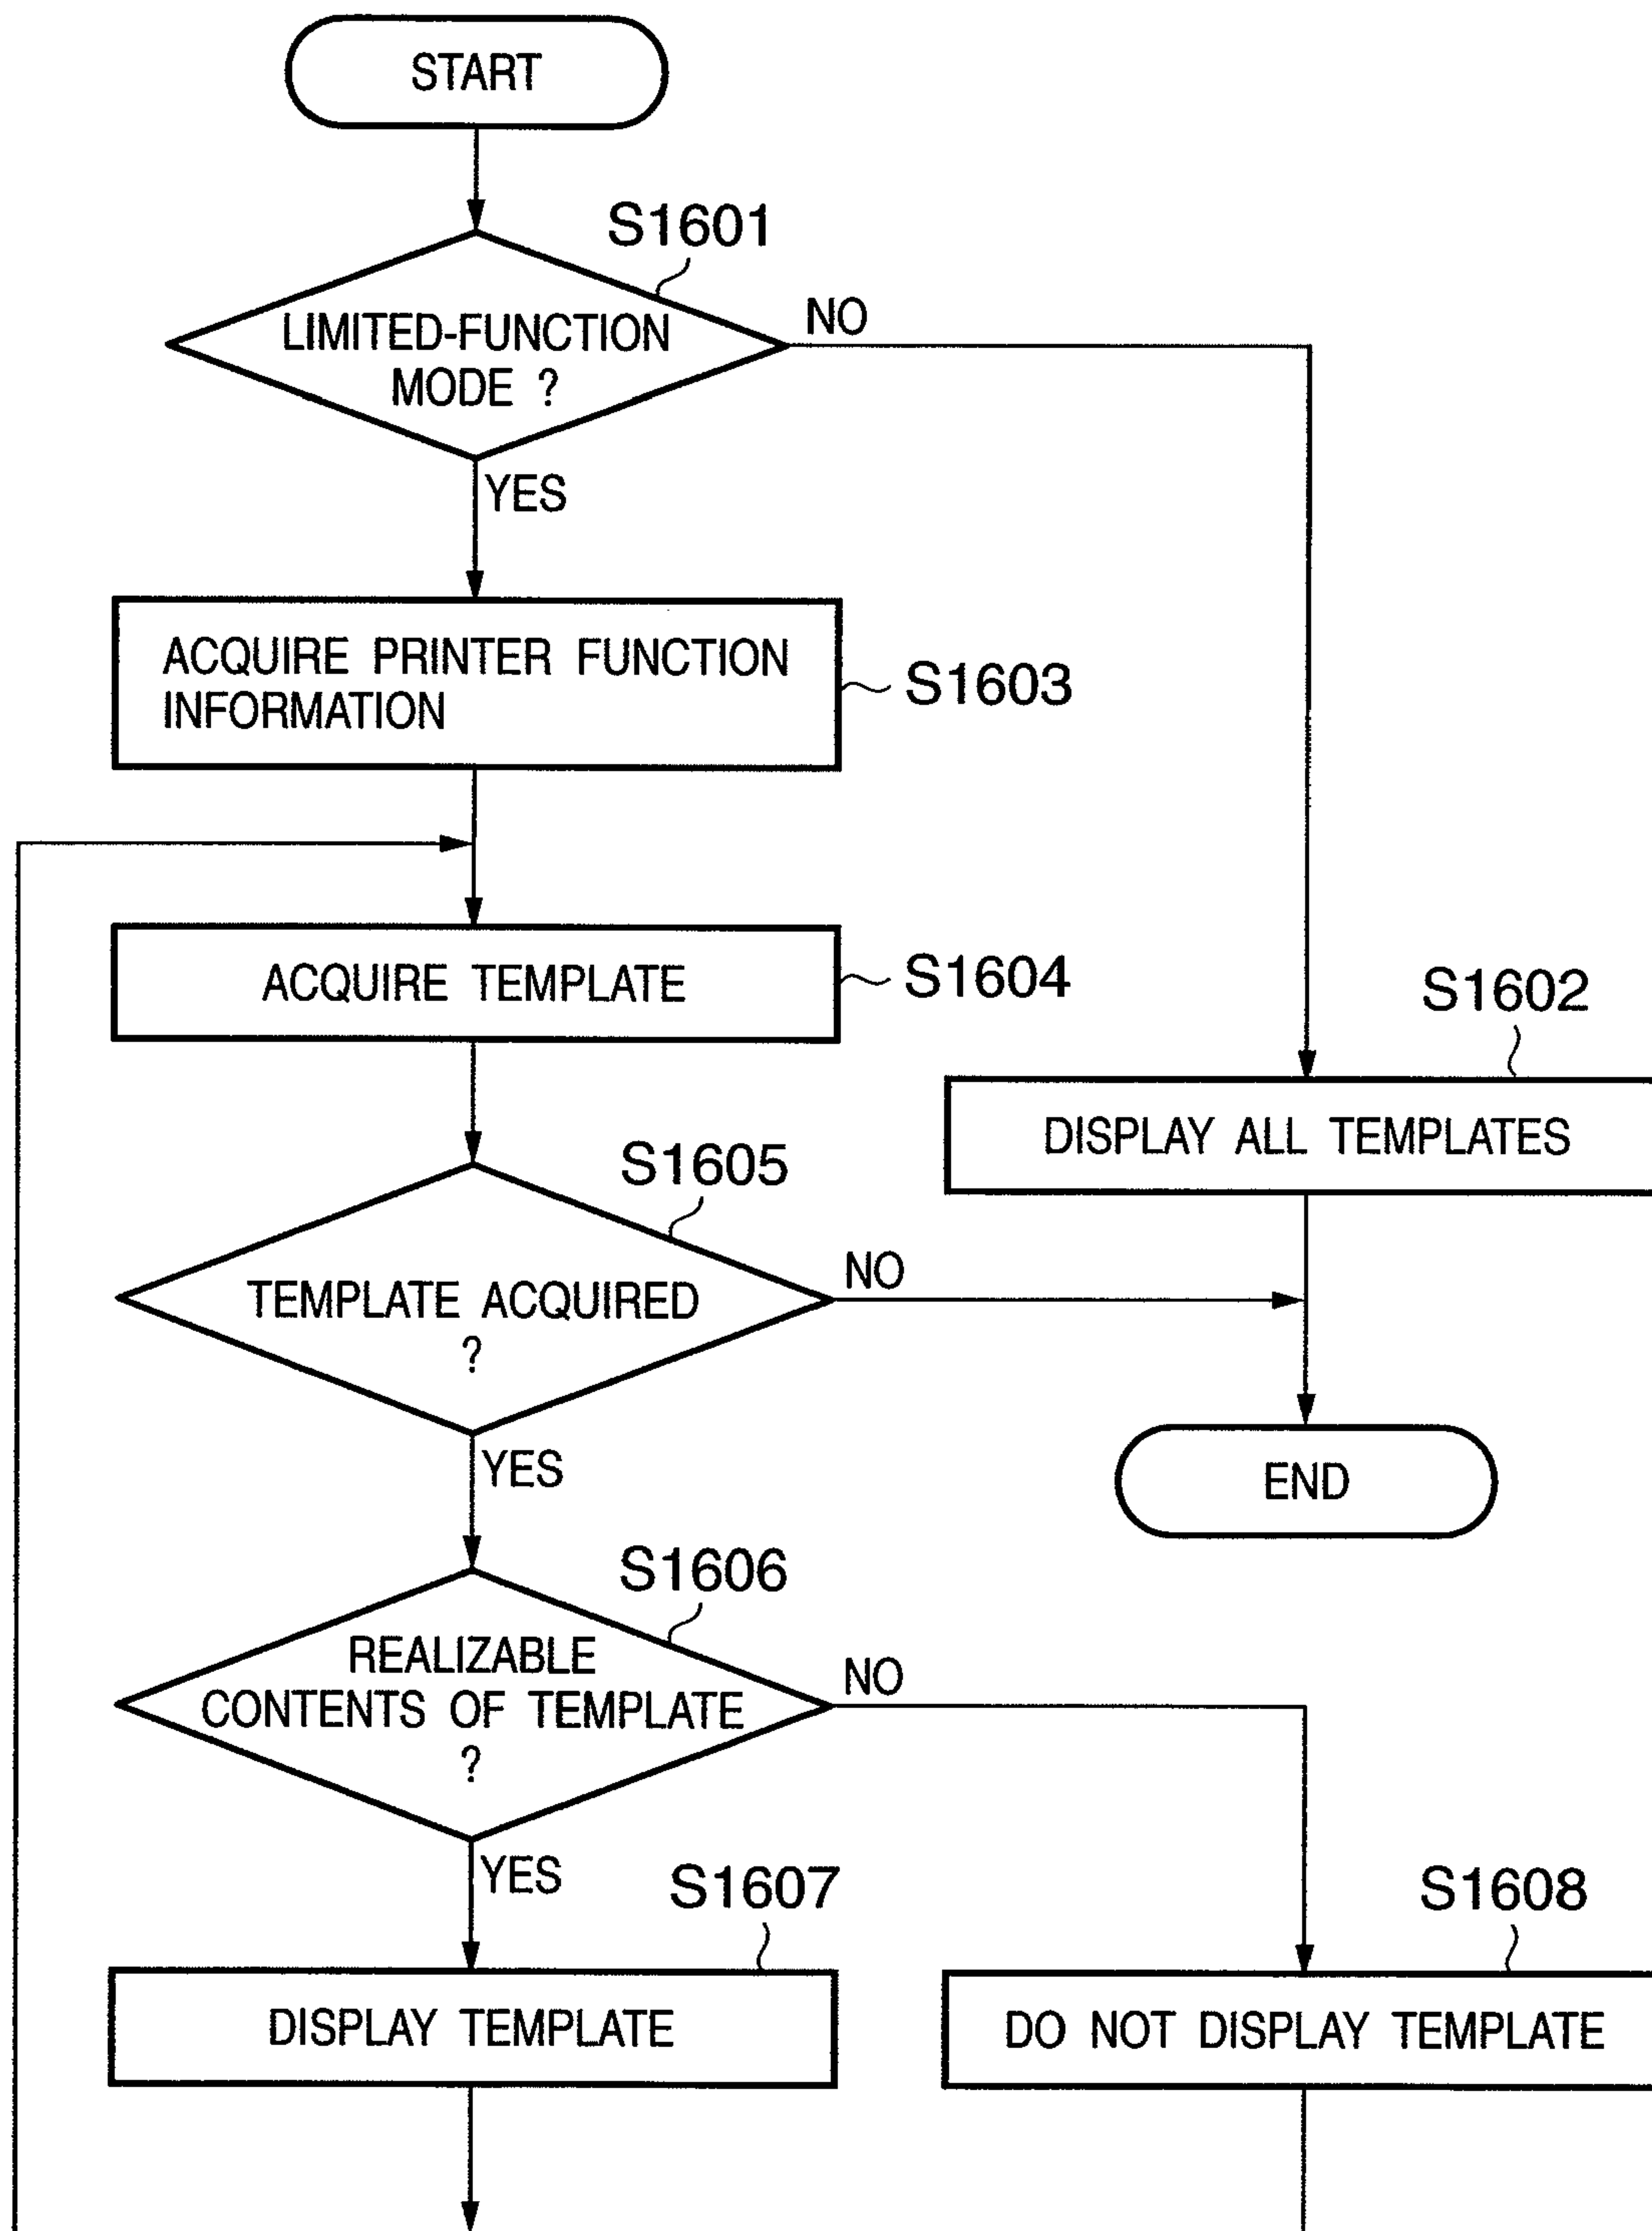 START
S1601
LIMITED-FUNCTION
MODE ?
NO
YES
ACQUIRE PRINTER FUNCTION
INFORMATION
S1603
ACQUIRE TEMPLATE
S1604
S1602
DISPLAY ALL TEMPLATES
S1605
TEMPLATE ACQUIRED
?
NO
YES
END
S1606
REALIZABLE
CONTENTS OF TEMPLATE
?
NO
YES
S1607
S1608
DISPLAY TEMPLATE
DO NOT DISPLAY TEMPLATE